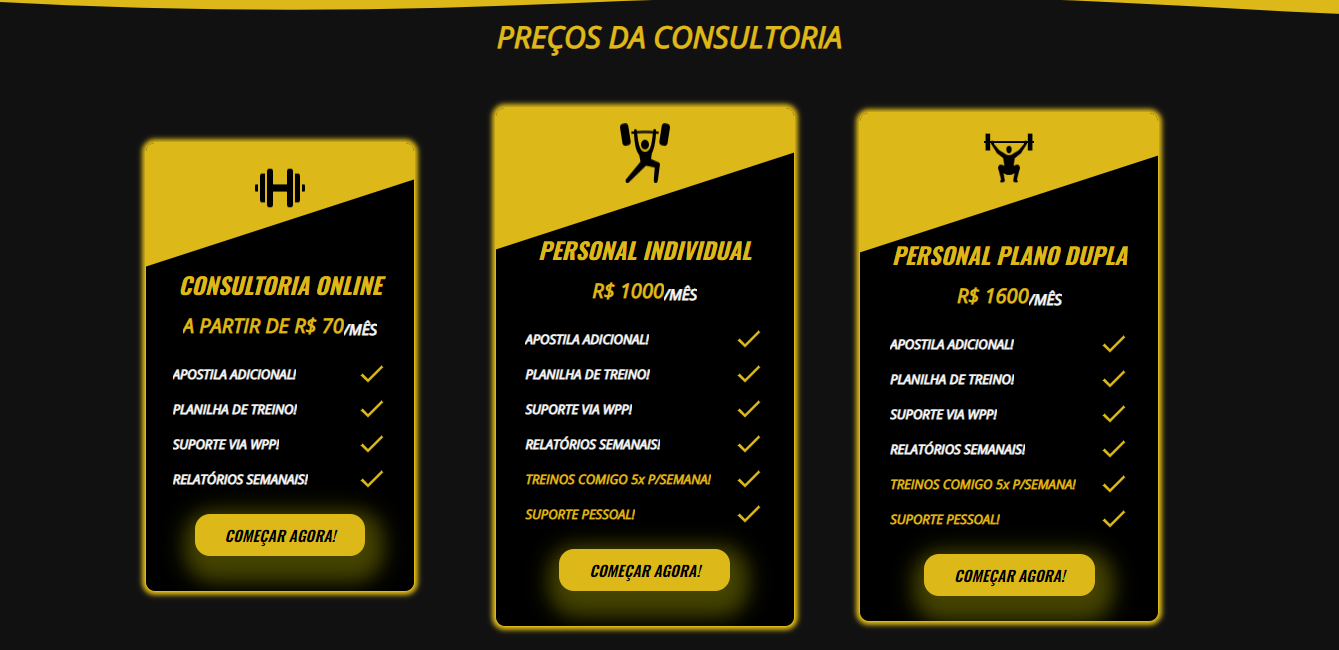 PREÇOS DA CONSULTORIA
CONSULTORIA ONLINE
A PARTIR DE R$ 70/MÊS
APOSTILA ADICIONAL!
PLANILHA DE TREINO!
SUPORTE VIA WPP!
RELATÓRIOS SEMANAIS!
COMEÇAR AGORA!
PERSONAL INDIVIDUAL
R$ 1000/MÊS
APOSTILA ADICIONAL!
PLANILHA DE TREINO!
SUPORTE VIA WPP!
RELATÓRIOS SEMANAIS!
TREINOS COMIGO 5x P/SEMANA!
SUPORTE PESSOAL!
COMEÇAR AGORA!
PERSONAL PLANO DUPLA
R$ 1600/MÊS
APOSTILA ADICIONAL!
PLANILHA DE TREINO!
SUPORTE VIA WPP!
RELATÓRIOS SEMANAIS!
TREINOS COMIGO 5x P/SEMANA!
SUPORTE PESSOAL!
COMEÇAR AGORA!